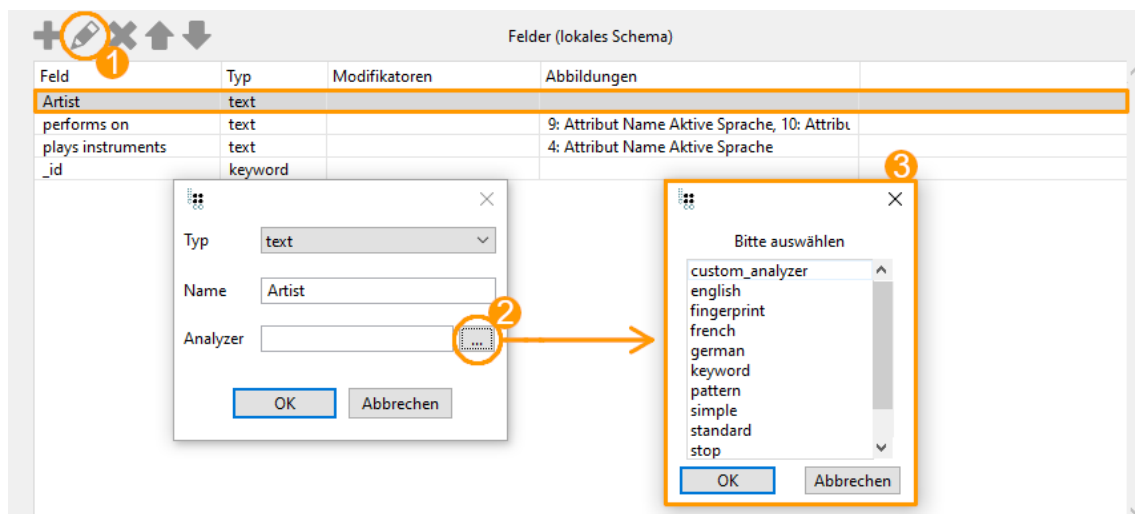 Felder (lokales Schema)
1
Feld Typ Modifikatoren Abbildungen
Artist text
performs on text 9: Attribut Name Aktive Sprache, 10: Attribu
plays instruments text 4: Attribut Name Aktive Sprache
_id keyword
3
Typ text
Name Artist
2
Analyzer ...
OK Abbrechen
Bitte auswählen
custom_analyzer
english
fingerprint
french
german
keyword
pattern
simple
standard
stop
OK Abbrechen